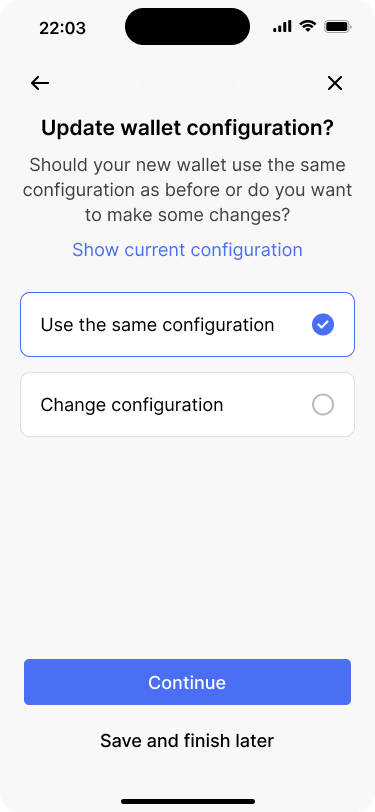 22:03
Update wallet configuration?
Should your new wallet use the same
configuration as before or do you want
to make some changes?
Show current configuration
Use the same configuration
Change configuration
Continue
Save and finish later